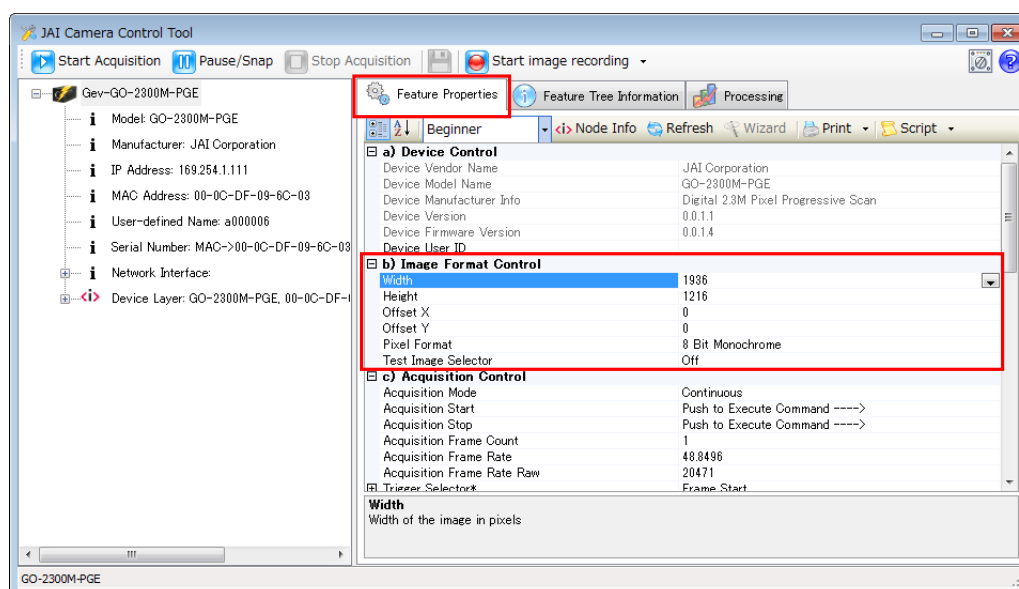 JAI Camera Control Tool
Start Acquisition Pause/Snap Stop Acquisition Start image recording
Gev-GO-2300M-PGE
Model: GO-2300M-PGE
Manufacturer: JAI Corporation
IP Address: 169.254.1.111
MAC Address: 00-0C-DF-09-6C-03
User-defined Name: a000006
Serial Number: MAC->00-0C-DF-09-6C-03
Network Interface:
Device Layer: GO-2300M-PGE, 00-0C-DF-
Feature Properties Feature Tree Information Processing
Beginner <i> Node Info Refresh Wizard Print Script
a) Device Control
Device Vendor Name JAI Corporation
Device Model Name GO-2300M-PGE
Device Manufacturer Info Digital 2.3M Pixel Progressive Scan
Device Version 0.0.1.1
Device Firmware Version 0.0.1.4
Device User ID
b) Image Format Control
Width 1936
Height 1216
Offset X 0
Offset Y 0
Pixel Format 8 Bit Monochrome
Test Image Selector Off
c) Acquisition Control
Acquisition Mode Continuous
Acquisition Start Push to Execute Command ---->
Acquisition Stop Push to Execute Command ---->
Acquisition Frame Count 1
Acquisition Frame Rate 48.8496
Acquisition Frame Rate Raw 20471
Trigger Selector* Frame Start
Width
Width of the image in pixels
GO-2300M-PGE